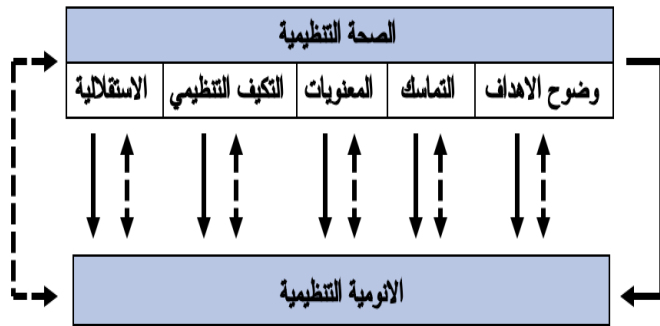 الصحة التنظيمية
وضوح الاهداف التماسك المعنويات التكيف التنظيمي الاستقلالية
الانومية التنظيمية